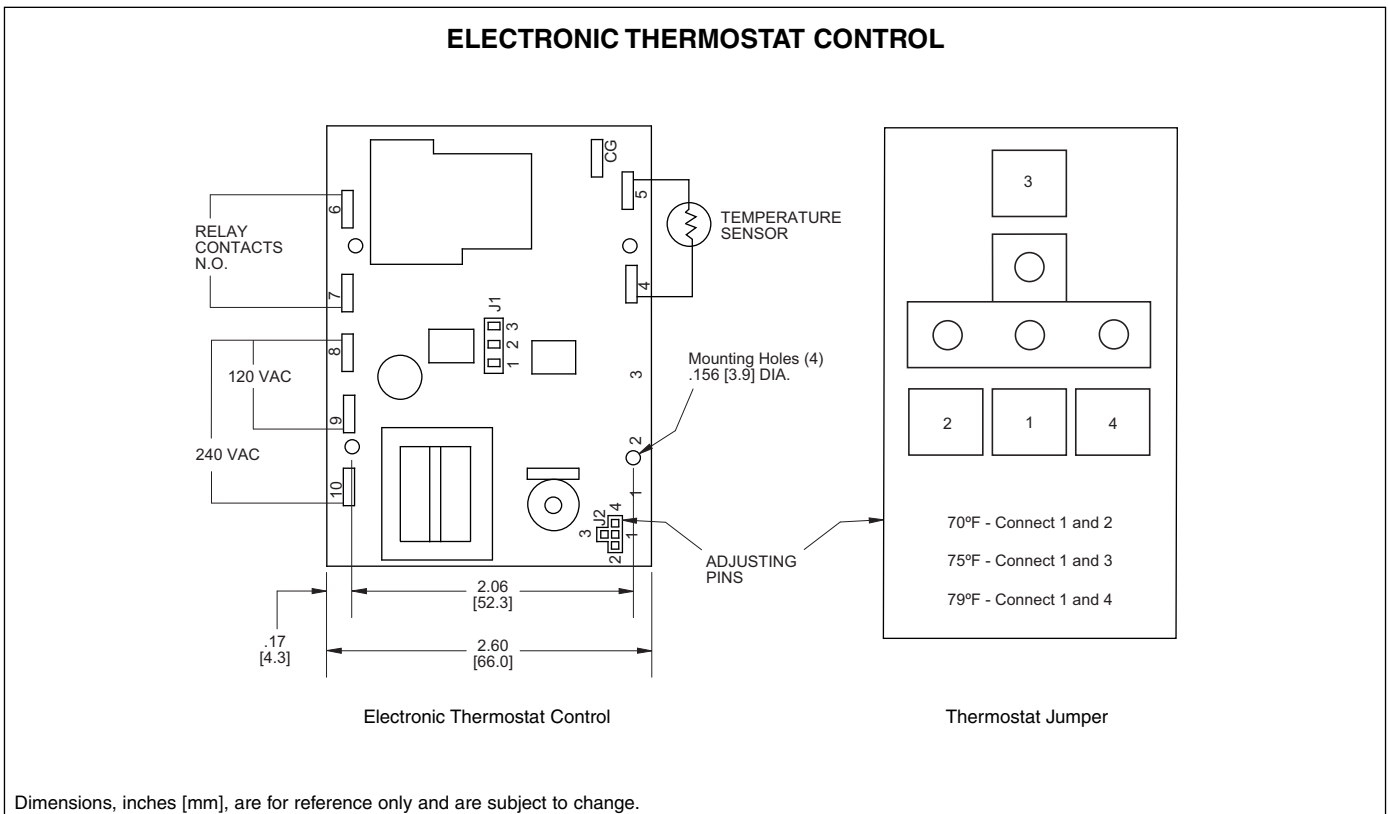 ELECTRONIC THERMOSTAT CONTROL
RELAY
CONTACTS
N.O.
120 VAC
240 VAC
6
7
8
9
10
CG
5
4
3
2
1
J1
3
2
1
J2
4
3
1
2
TEMPERATURE
SENSOR
Mounting Holes (4)
.156 [3.9] DIA.
ADJUSTING
PINS
2.06
[52.3]
.17
[4.3]
2.60
[66.0]
Electronic Thermostat Control
3
2
1
4
70ºF - Connect 1 and 2
75ºF - Connect 1 and 3
79ºF - Connect 1 and 4
Thermostat Jumper
Dimensions, inches [mm], are for reference only and are subject to change.